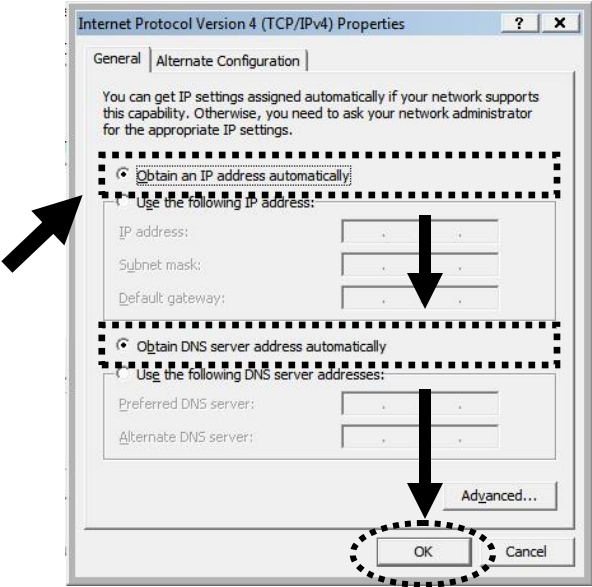 Internet Protocol Version 4 (TCP/IPv4) Properties
? X
General Alternate Configuration
You can get IP settings assigned automatically if your network supports
this capability. Otherwise, you need to ask your network administrator
for the appropriate IP settings.
Obtain an IP address automatically
Use the following IP address:
IP address:
Subnet mask:
Default gateway:
Obtain DNS server address automatically
Use the following DNS server addresses:
Preferred DNS server:
Alternate DNS server:
Advanced...
OK Cancel